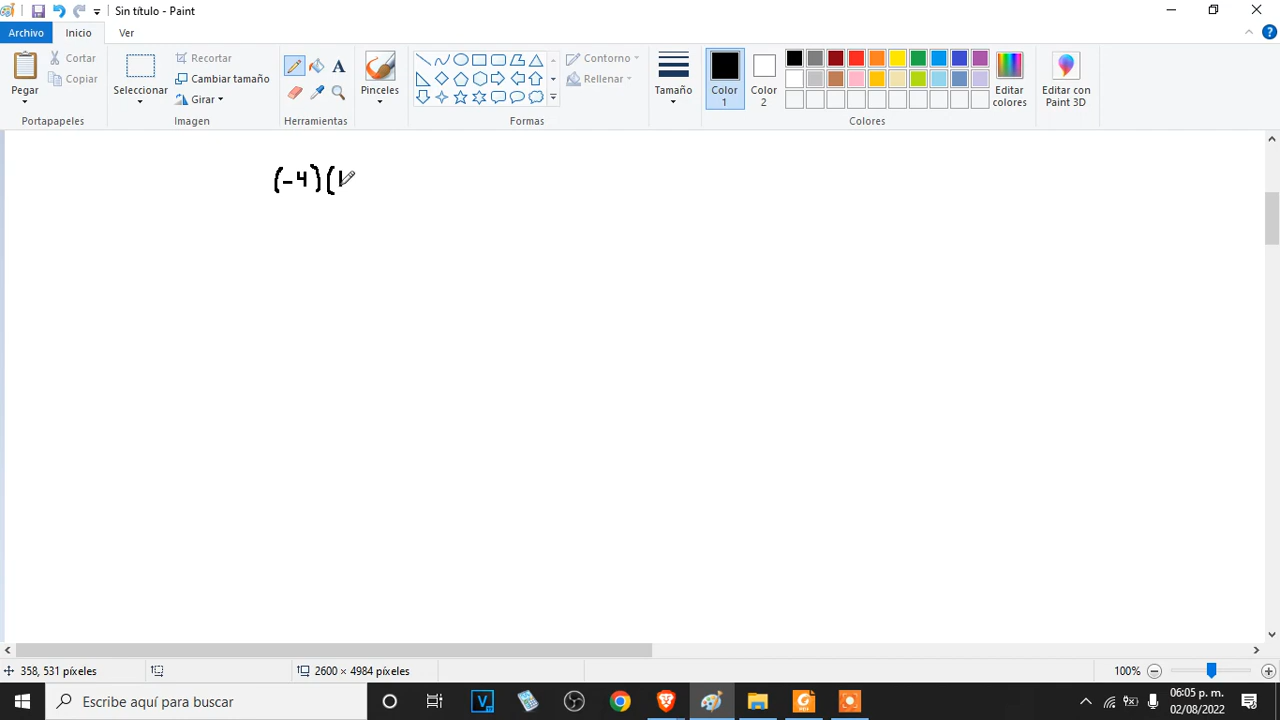 Sin título - Paint
Archivo Inicio Ver
Pegar
Cortar
Copiar
Portapapeles
Seleccionar
Recortar
Cambiar tamaño
Girar
Imagen
A
Herramientas
Pinceles
Contorno
Rellenar
Formas
Tamaño
Color 1
Color 2
Editar colores
Colores
Editar con Paint 3D
(-4)(1
358, 531 píxeles
2600 × 4984 píxeles
100%
Escribe aquí para buscar
06:05 p. m.
02/08/2022